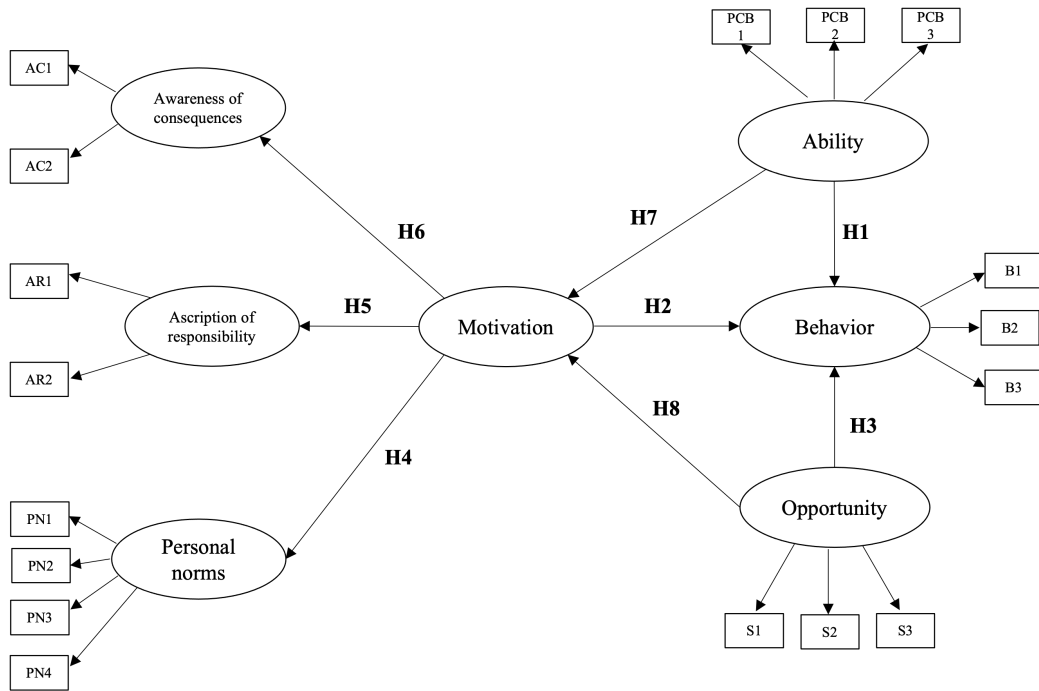 PCB
1
PCB
2
PCB
3
AC1
Awareness of
consequences
AC2
Ability
H7
H6
H1
AR1
B1
H5
H2
Ascription of
responsibility
Motivation
Behavior
B2
AR2
B3
H8
H3
H4
PN1
Opportunity
PN2
Personal
norms
PN3
S1
S2
S3
PN4